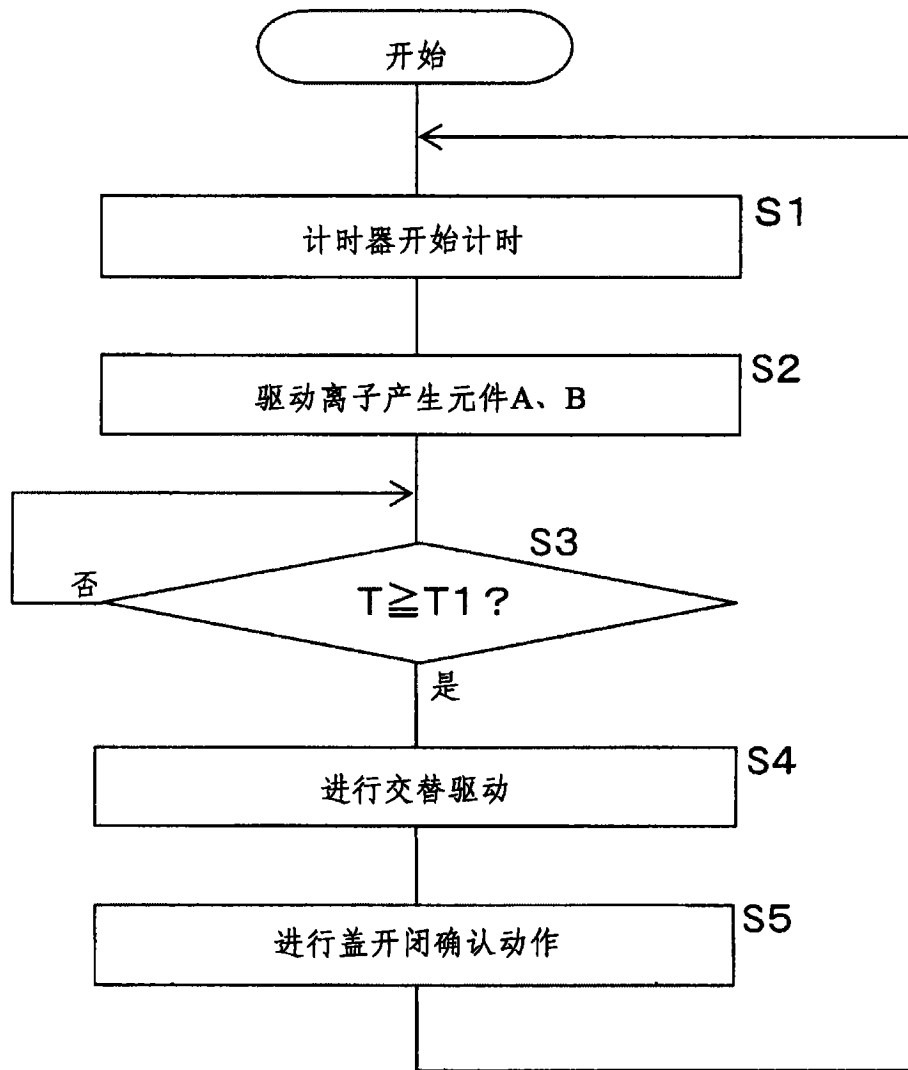 开始
计时器开始计时
S1
驱动离子产生元件A、B
S2
S3
T≧T1?
否
是
进行交替驱动
S4
进行盖开闭确认动作
S5